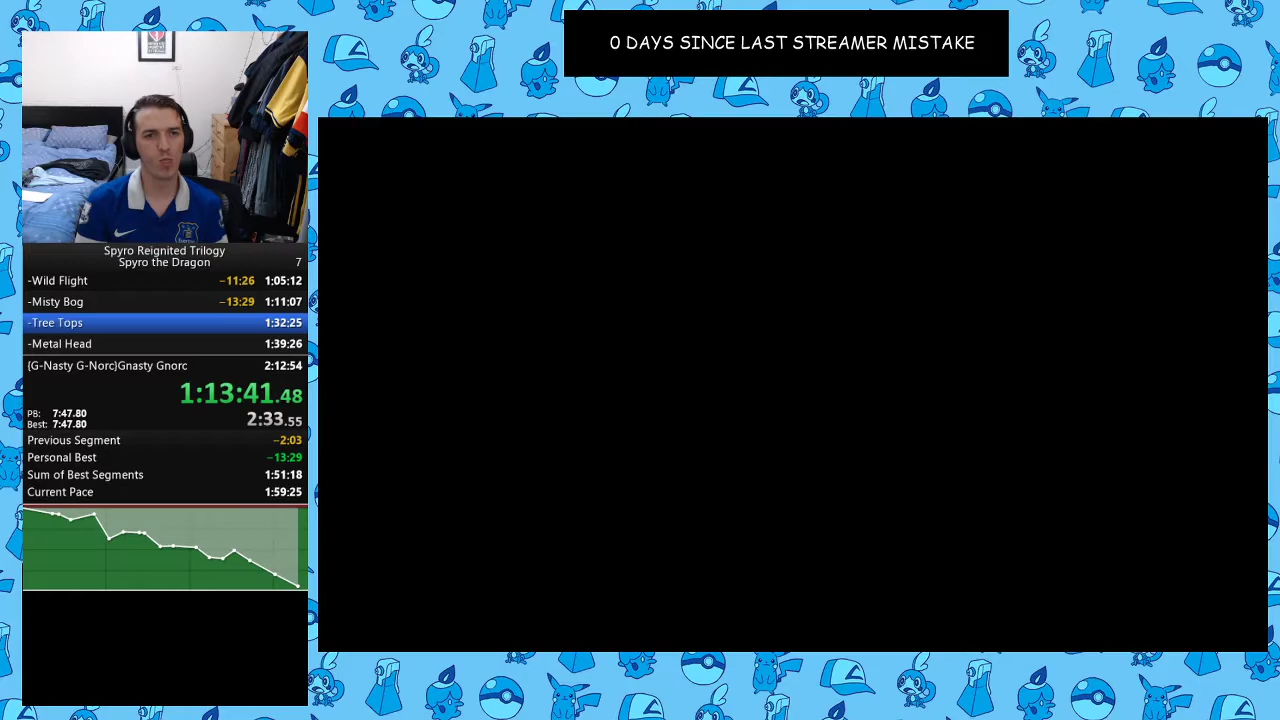 0 DAYS SINCE LAST STREAMER MISTAKE
Spyro Reignited Trilogy
Spyro the Dragon 7
-Wild Flight −11:26 1:05:12
-Misty Bog −13:29 1:11:07
-Tree Tops 1:32:25
-Metal Head 1:39:26
{G-Nasty G-Norc}Gnasty Gnorc 2:12:54
1:13:41.48
PB: 7:47.80
Best: 7:47.80
2:33.55
Previous Segment −2:03
Personal Best −13:29
Sum of Best Segments 1:51:18
Current Pace 1:59:25